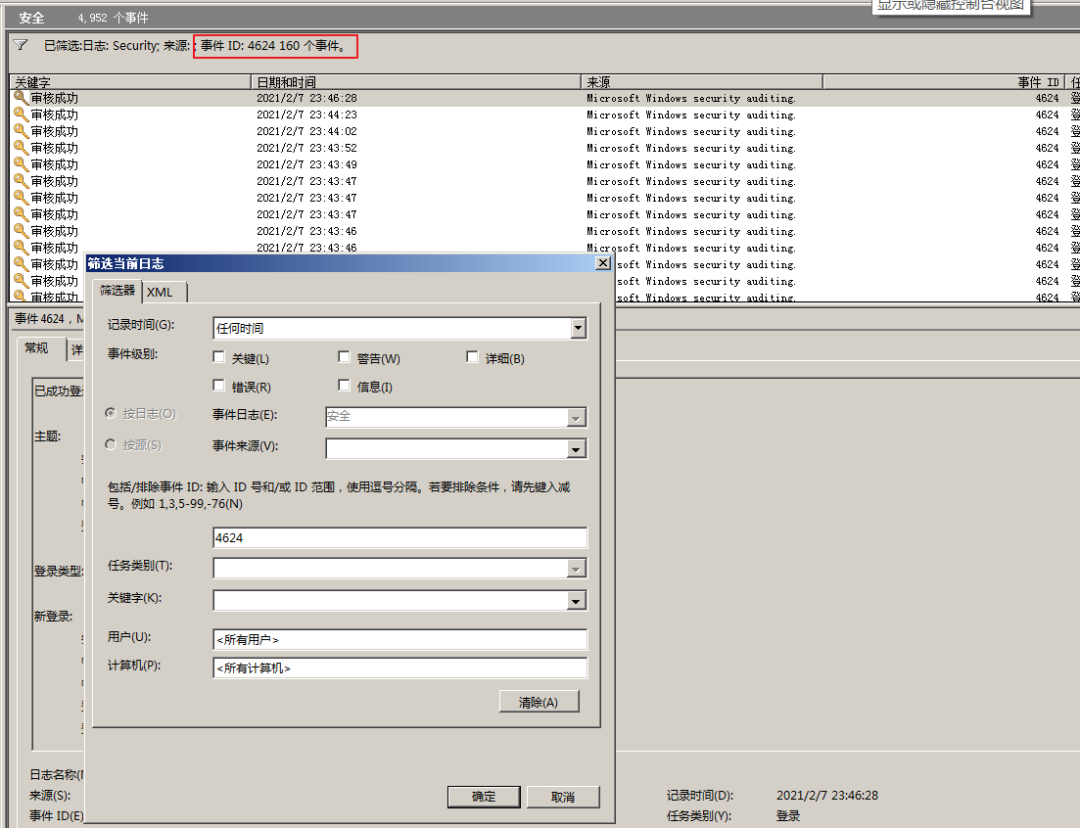 显示或隐藏控制台视图
安全 4,952 个事件
已筛选:日志: Security; 来源: ; 事件 ID: 4624 160 个事件。
关键字 日期和时间 来源 事件 ID 任
审核成功 2021/2/7 23:46:28 Microsoft Windows security auditing. 4624 登
审核成功 2021/2/7 23:44:23 Microsoft Windows security auditing. 4624 登
审核成功 2021/2/7 23:44:02 Microsoft Windows security auditing. 4624 登
审核成功 2021/2/7 23:43:52 Microsoft Windows security auditing. 4624 登
审核成功 2021/2/7 23:43:49 Microsoft Windows security auditing. 4624 登
审核成功 2021/2/7 23:43:47 Microsoft Windows security auditing. 4624 登
审核成功 2021/2/7 23:43:47 Microsoft Windows security auditing. 4624 登
审核成功 2021/2/7 23:43:47 Microsoft Windows security auditing. 4624 登
审核成功 2021/2/7 23:43:46 Microsoft Windows security auditing. 4624 登
审核成功 2021/2/7 23:43:46 Microsoft Windows security auditing. 4624 登
审核成功 soft Windows security auditing. 4624 登
审核成功 soft Windows security auditing. 4624 登
审核成功 soft Windows security auditing. 4624 登
筛选当前日志
筛选器 XML
事件 4624，M
常规 详
已成功登
主题:
登录类型:
新登录:
记录时间(G): 任何时间
事件级别: 关键(L) 警告(W) 详细(B)
错误(R) 信息(I)
按日志(O) 事件日志(E): 安全
按源(S) 事件来源(V):
包括/排除事件 ID: 输入 ID 号和/或 ID 范围，使用逗号分隔。若要排除条件，请先键入减
号。例如 1,3,5-99,-76(N)
4624
任务类别(T):
关键字(K):
用户(U): <所有用户>
计算机(P): <所有计算机>
清除(A)
确定 取消
日志名称(
来源(S): 记录时间(D): 2021/2/7 23:46:28
事件 ID(E) 任务类别(Y): 登录